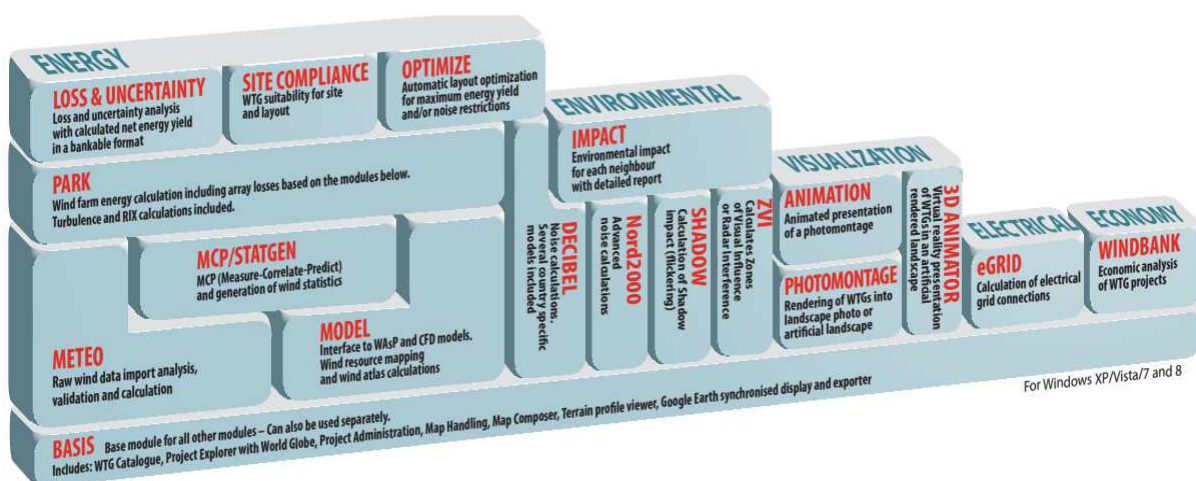 ENERGY
LOSS & UNCERTAINTY
Loss and uncertainty analysis
with calculated net energy yield
in a bankable format
SITE COMPLIANCE
WTG suitability for site
and layout
OPTIMIZE
Automatic layout optimization
for maximum energy yield
and/or noise restrictions
PARK
Wind farm energy calculation including array losses based on the modules below.
Turbulence and RIX calculations included.
MCP/STATGEN
MCP (Measure-Correlate-Predict)
and generation of wind statistics
METEO
Raw wind data import analysis,
validation and calculation
MODEL
Interface to WAsP and CFD models.
Wind resource mapping
and wind atlas calculations
ENVIRONMENTAL
IMPACT
Environmental impact
for each neighbour
with detailed report
DECIBEL
Noise calculations.
Several country specific
models included
Nord2000
Advanced
noise calculations
SHADOW
Calculation of Shadow
impact (flickering)
ZVI
Calculates Zones
of Visual Influence
or Radar Interference
VISUALIZATION
ANIMATION
Animated presentation
of a photomontage
PHOTOMONTAGE
Rendering of WTGs into
landscape photo or
artificial landscape
3D ANIMATOR
Virtual reality presentation
of WTGs in an artificial
rendered landscape
ELECTRICAL
eGRID
Calculation of electrical
grid connections
ECONOMY
WINDBANK
Economic analysis
of WTG projects
BASIS Base module for all other modules – Can also be used separately.
Includes: WTG Catalogue, Project Explorer with World Globe, Project Administration, Map Handling, Map Composer, Terrain profile viewer, Google Earth synchronised display and exporter
For Windows XP/Vista/7 and 8